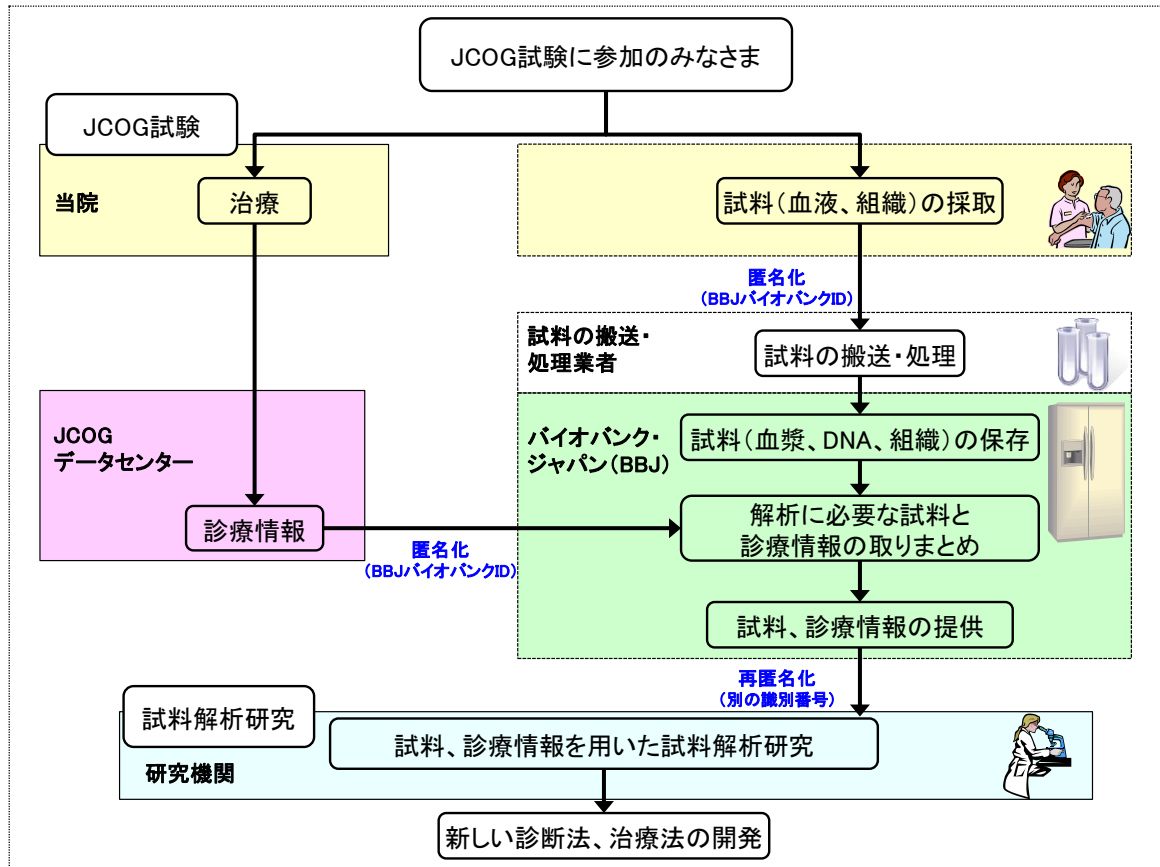 JCOG試験に参加のみなさま
JCOG試験
当院
治療
試料(血液、組織)の採取
匿名化
(BBJバイオバンクID)
試料の搬送・
処理業者
試料の搬送・処理
JCOG
データセンター
バイオバンク・
ジャパン(BBJ)
試料(血漿、DNA、組織)の保存
診療情報
匿名化
(BBJバイオバンクID)
解析に必要な試料と
診療情報の取りまとめ
試料、診療情報の提供
再匿名化
(別の識別番号)
試料解析研究
試料、診療情報を用いた試料解析研究
研究機関
新しい診断法、治療法の開発